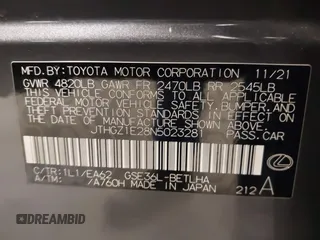 MFD.BY:TOYOTA MOTOR CORPORATION 11/21
GVWR 4820LB GAWR FR 2470LB RR 2545LB
THIS VEHICLE CONFORMS TO ALL APPLICABLE
FEDERAL MOTOR VEHICLE SAFETY, BUMPER, AND
THEFT PREVENTION STANDARDS IN EFFECT ON
THE DATE OF MANUFACTURE SHOWN ABOVE.
JTHGZ1E28N5023281 PASS.CAR
C/TR:1L1/EA62 GSE36L-BETLHA
A/TM: /A760H MADE IN JAPAN 212A
© DREAMBID